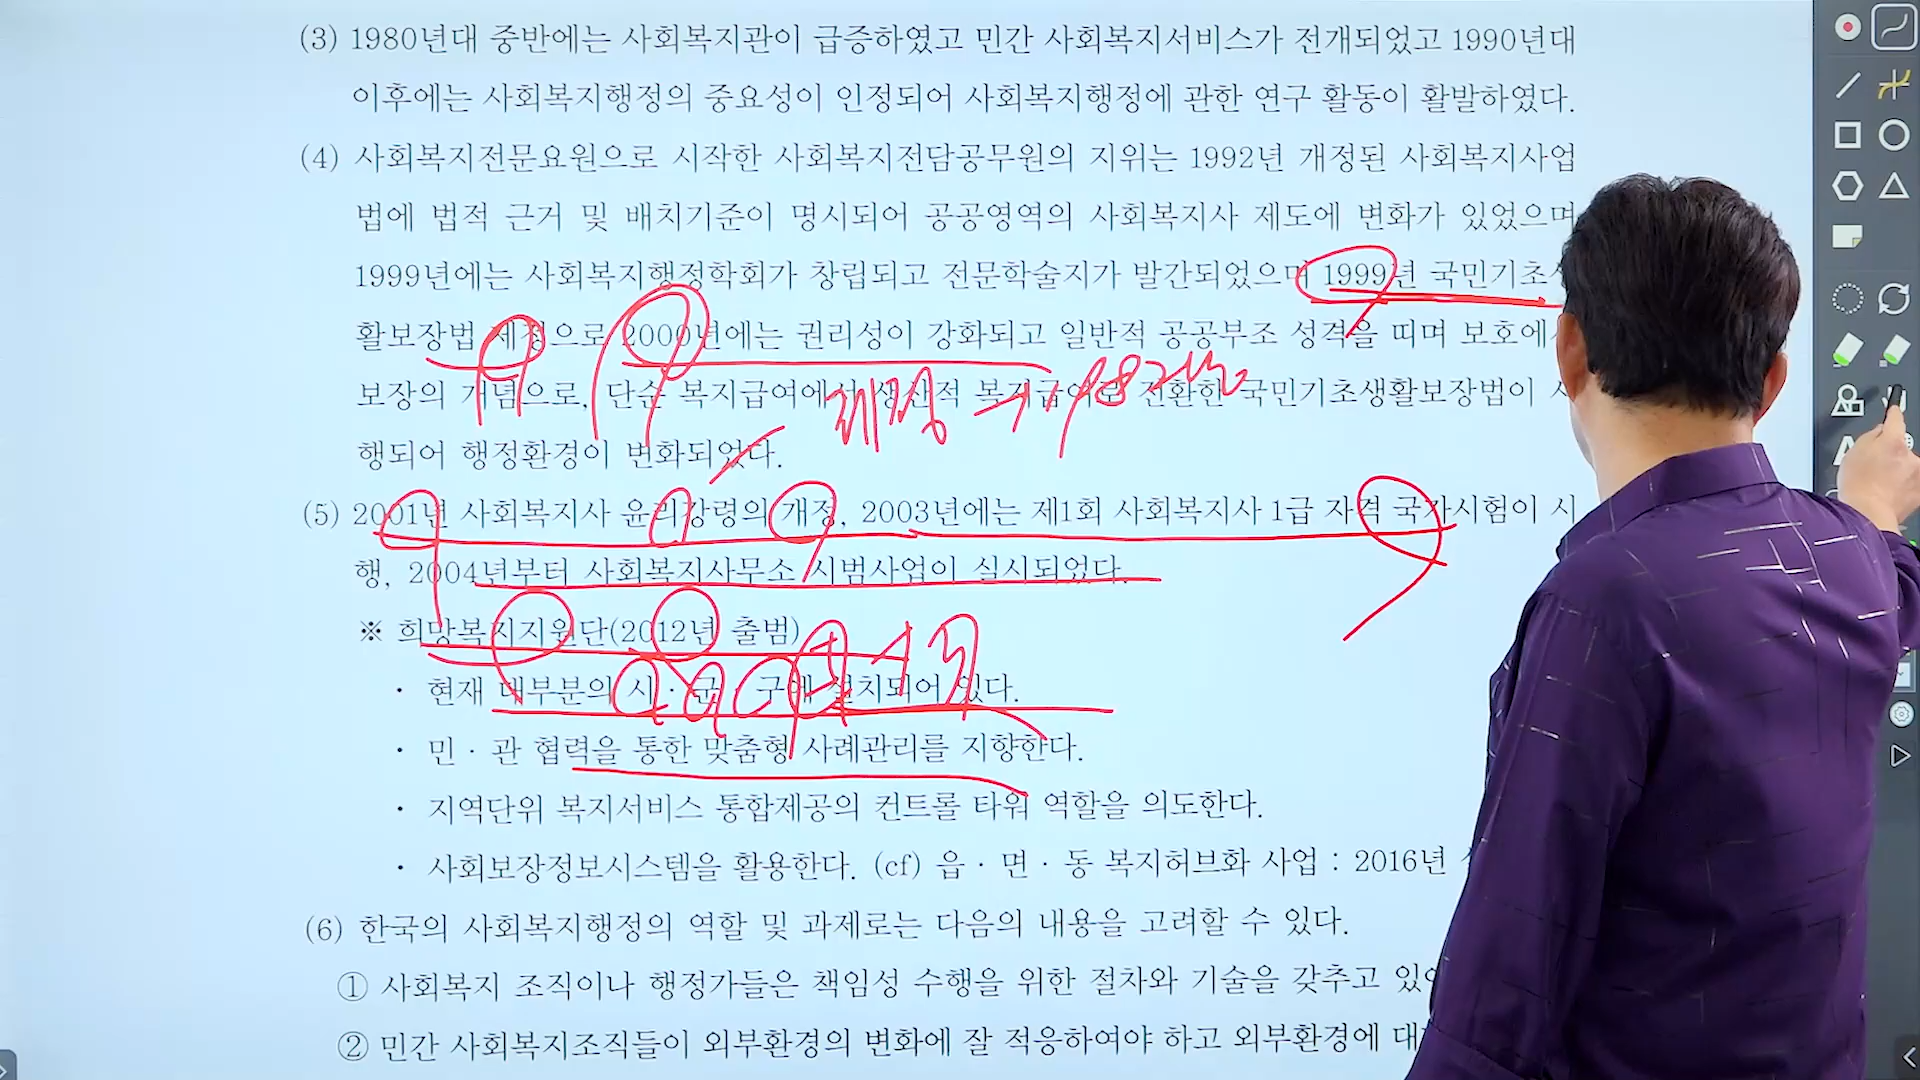 (3) 1980년대 중반에는 사회복지관이 급증하였고 민간 사회복지서비스가 전개되었고 1990년대
이후에는 사회복지행정의 중요성이 인정되어 사회복지행정에 관한 연구 활동이 활발하였다.
(4) 사회복지전문요원으로 시작한 사회복지전담공무원의 지위는 1992년 개정된 사회복지사업
법에 법적 근거 및 배치기준이 명시되어 공공영역의 사회복지사 제도에 변화가 있었으며
1999년에는 사회복지행정학회가 창립되고 전문학술지가 발간되었으며 1999년 국민기초
활보장법 제정으로 2000년에는 권리성이 강화되고 일반적 공공부조 성격을 띠며 보호에
보장의 개념으로, 단순 복지급여에서 생산적 복지급여로 전환한 국민기초생활보장법이
제정 1982년
행되어 행정환경이 변화되었다.
(5) 2001년 사회복지사 윤리강령의 개정, 2003년에는 제1회 사회복지사 1급 자격 국가시험이 시
행, 2004년부터 사회복지사무소 시범사업이 실시되었다.
※ 희망복지지원단(2012년 출범)
· 현재 대부분의 시 · 군 · 구에 설치되어 있다.
· 민 · 관 협력을 통한 맞춤형 사례관리를 지향한다.
· 지역단위 복지서비스 통합제공의 컨트롤 타워 역할을 의도한다.
· 사회보장정보시스템을 활용한다. (cf) 읍 · 면 · 동 복지허브화 사업 : 2016년
(6) 한국의 사회복지행정의 역할 및 과제로는 다음의 내용을 고려할 수 있다.
① 사회복지 조직이나 행정가들은 책임성 수행을 위한 절차와 기술을 갖추고
② 민간 사회복지조직들이 외부환경의 변화에 잘 적응하여야 하고 외부환경에